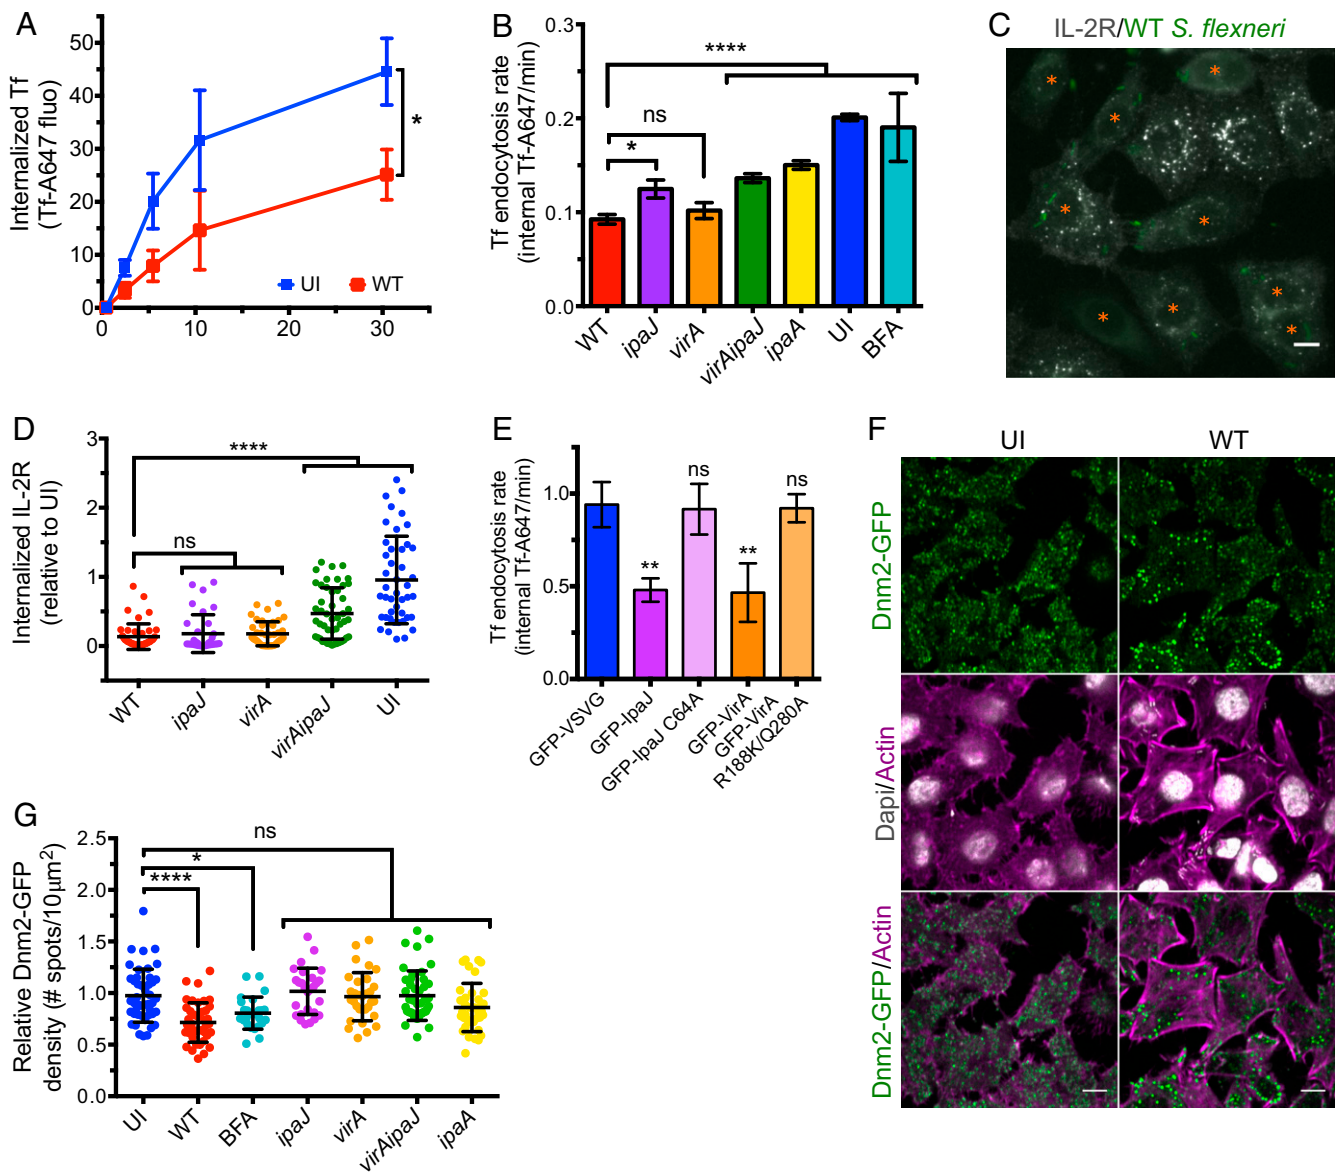 A
Internalized Tf
(Tf-A647 fluo)
50
40
30
20
10
0
0
10
20
30
UI
WT
*
B
Tf endocytosis rate
(internal Tf-A647/min)
0.3
0.2
0.1
0.0
****
ns
*
WT
ipaJ
virA
virAipaJ
ipaA
UI
BFA
C
IL-2R/WT S. flexneri
* * * * * * * * * *
D
Internalized IL-2R
(relative to UI)
3
2
1
0
****
ns
WT
ipaJ
virA
virAipaJ
UI
E
Tf endocytosis rate
(internal Tf-A647/min)
1.0
0.5
0.0
**
ns
**
ns
GFP-VSVG
GFP-IpaJ
GFP-IpaJ C64A
GFP-VirA
GFP-VirA
R188K/Q280A
F
UI
WT
Dnm2-GFP
Dapi/Actin
Dnm2-GFP/Actin
G
Relative Dnm2-GFP
density (# spots/10µm²)
2.5
2.0
1.5
1.0
0.5
0.0
ns
*
****
UI
WT
BFA
ipaJ
virA
virAipaJ
ipaA